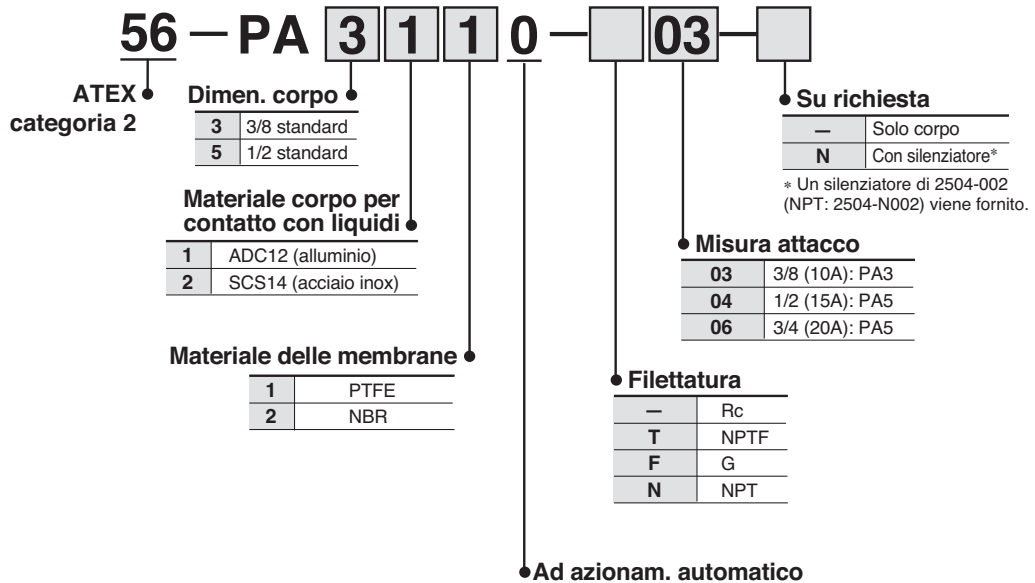 56 — PA 3 1 1 0 — 03 —
ATEX
categoria 2
Dimen. corpo
3 3/8 standard
5 1/2 standard
Materiale corpo per
contatto con liquidi
1 ADC12 (alluminio)
2 SCS14 (acciaio inox)
Materiale delle membrane
1 PTFE
2 NBR
Su richiesta
— Solo corpo
N Con silenziatore*
* Un silenziatore di 2504-002
(NPT: 2504-N002) viene fornito.
Misura attacco
03 3/8 (10A): PA3
04 1/2 (15A): PA5
06 3/4 (20A): PA5
Filettatura
— Rc
T NPTF
F G
N NPT
Ad azionam. automatico